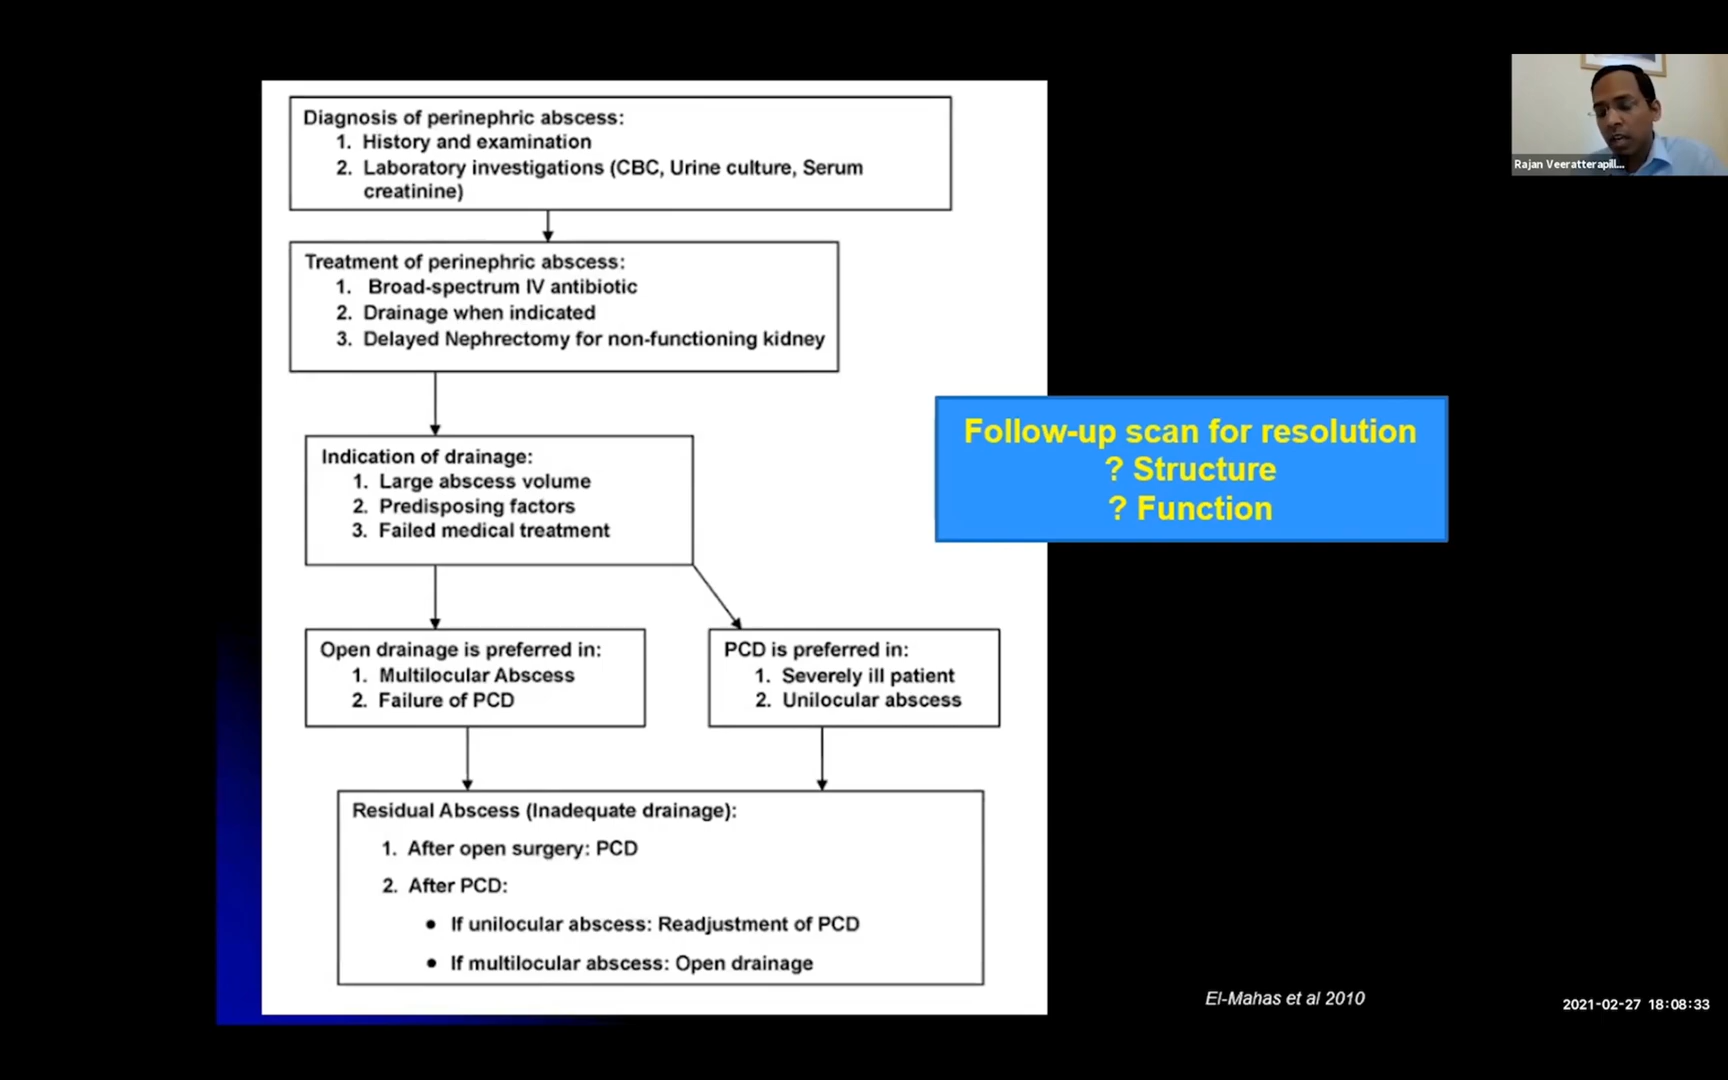 Diagnosis of perinephric abscess:
1. History and examination
2. Laboratory investigations (CBC, Urine culture, Serum
creatinine)
Treatment of perinephric abscess:
1. Broad-spectrum IV antibiotic
2. Drainage when indicated
3. Delayed Nephrectomy for non-functioning kidney
Indication of drainage:
1. Large abscess volume
2. Predisposing factors
3. Failed medical treatment
Open drainage is preferred in:
1. Multilocular Abscess
2. Failure of PCD
PCD is preferred in:
1. Severely ill patient
2. Unilocular abscess
Residual Abscess (Inadequate drainage):
1. After open surgery: PCD
2. After PCD:
• If unilocular abscess: Readjustment of PCD
• If multilocular abscess: Open drainage
Follow-up scan for resolution
? Structure
? Function
El-Mahas et al 2010
Rajan Veeratterapill...
2021-02-27 18:08:33